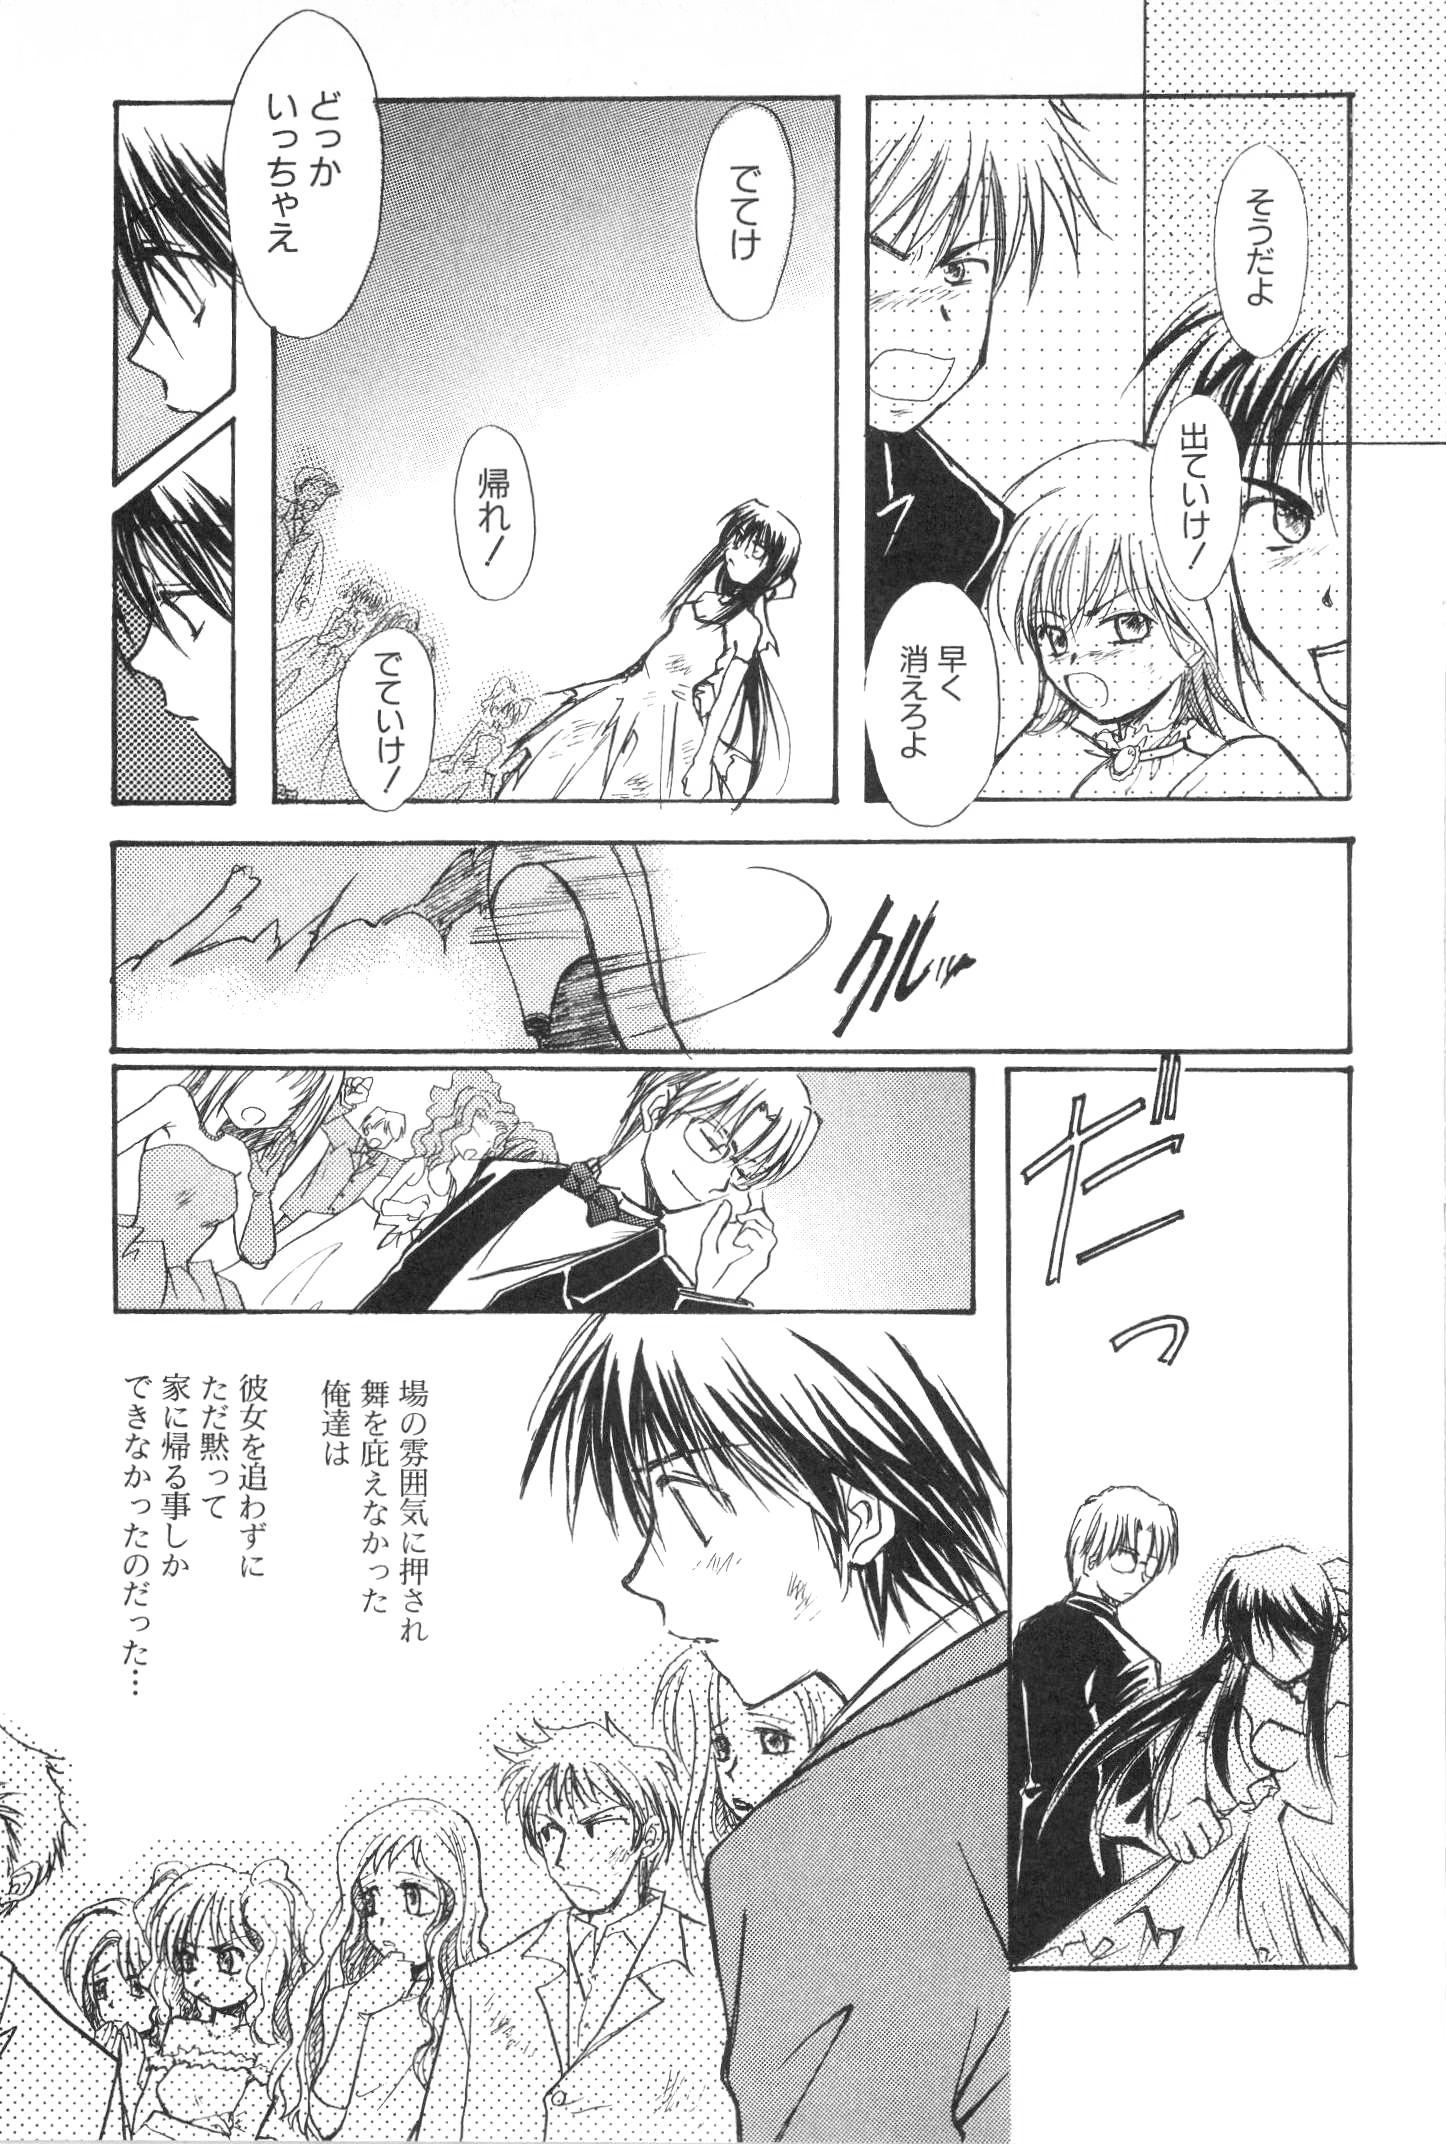 そうだよ
出ていけ！
早く
消えろよ
でてけ
帰れ！
でていけ！
どっか
いっちゃえ
クルッ
だっ
場の雰囲気に押され
舞を庇えなかった
俺達は
彼女を追わずに
ただ黙って
家に帰る事しか
できなかったのだった…